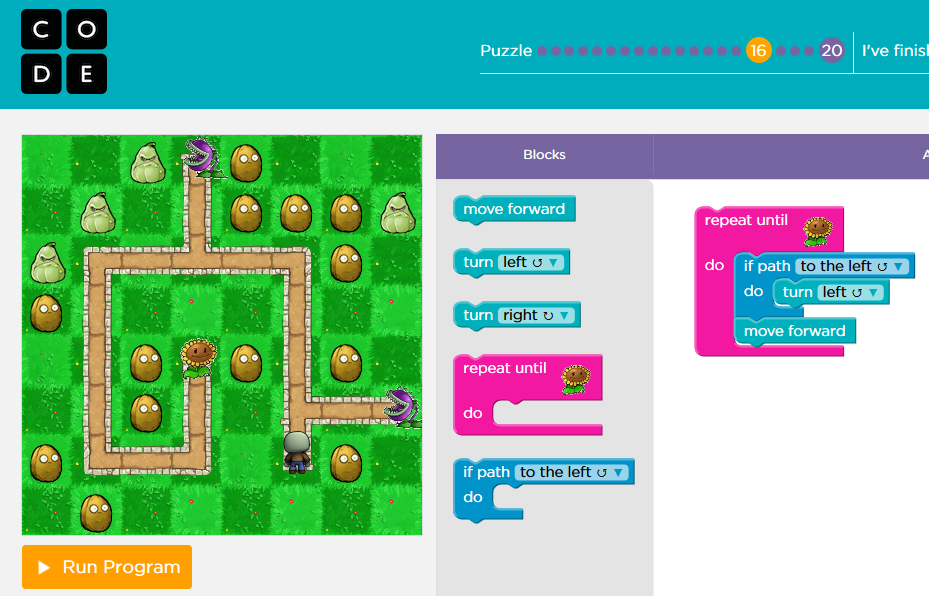 C O
D E
Puzzle 16 20 I've finis
Blocks
A
move forward
turn left ↺ ▼
turn right ↻ ▼
repeat until
do
if path to the left ↺ ▼
do
repeat until
do if path to the left ↺ ▼
do turn left ↺ ▼
move forward
Run Program